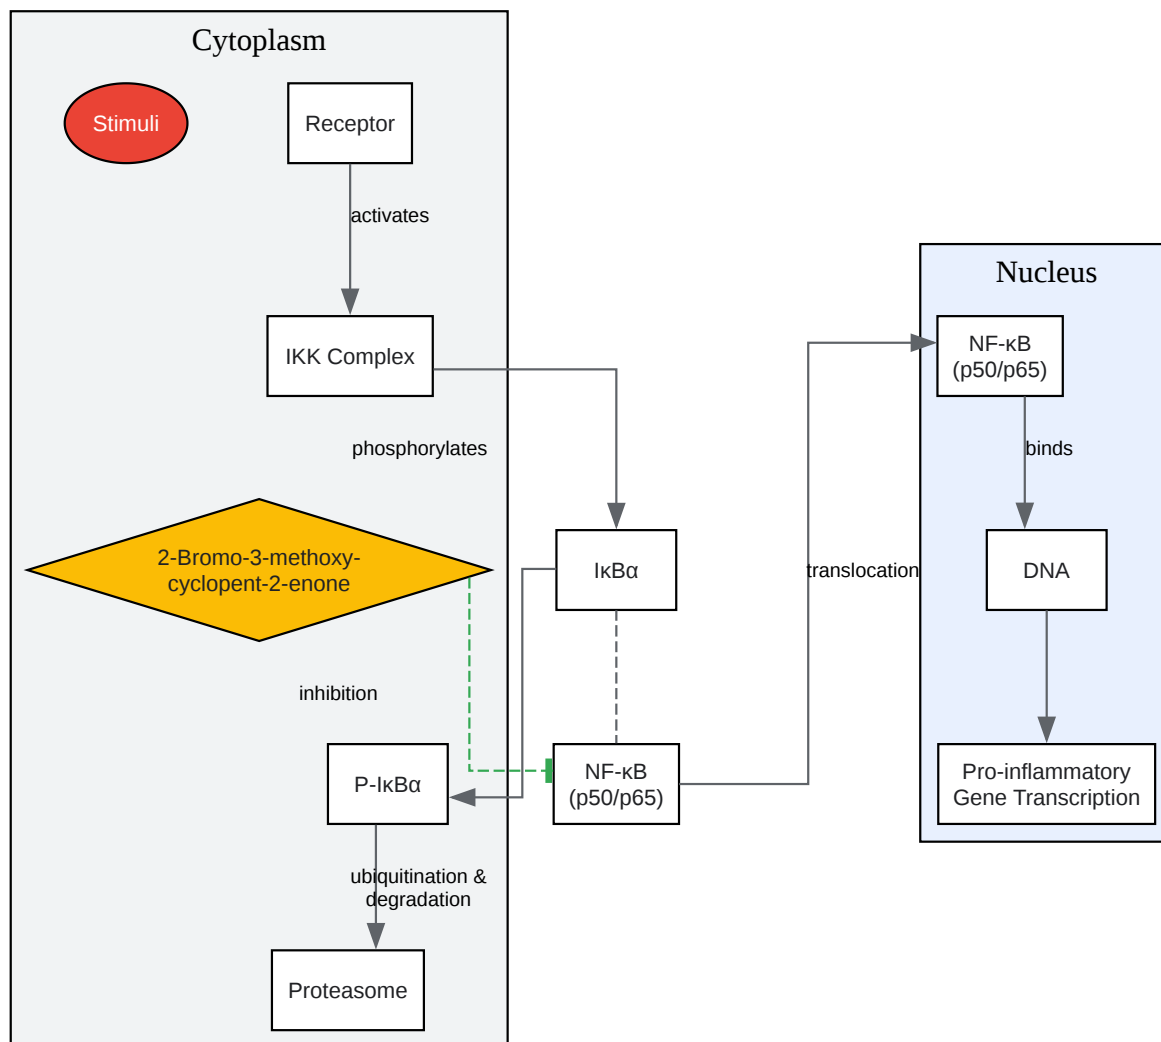 Cytoplasm
Stimuli
Receptor
activates
IKK Complex
phosphorylates
2-Bromo-3-methoxy-
cyclopent-2-enone
IκBα
inhibition
P-IκBα
NF-κB
(p50/p65)
ubiquitination &
degradation
Proteasome
translocation
Nucleus
NF-κB
(p50/p65)
binds
DNA
Pro-inflammatory
Gene Transcription